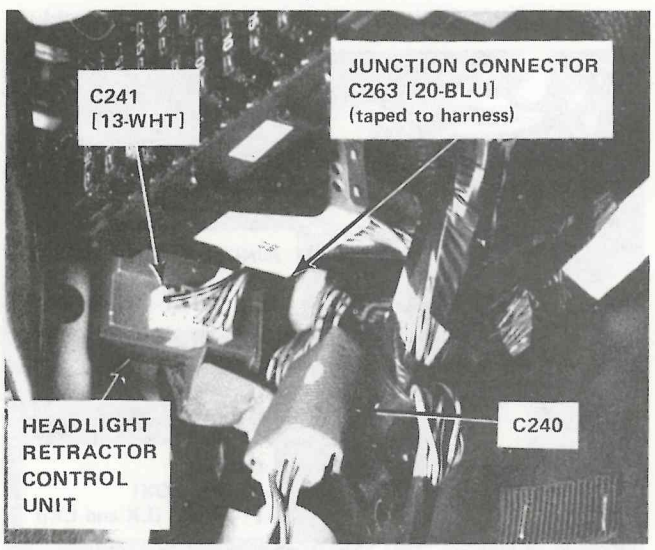 C241
[13-WHT]
JUNCTION CONNECTOR
C263 [20-BLU]
(taped to harness)
HEADLIGHT
RETRACTOR
CONTROL
UNIT
C240